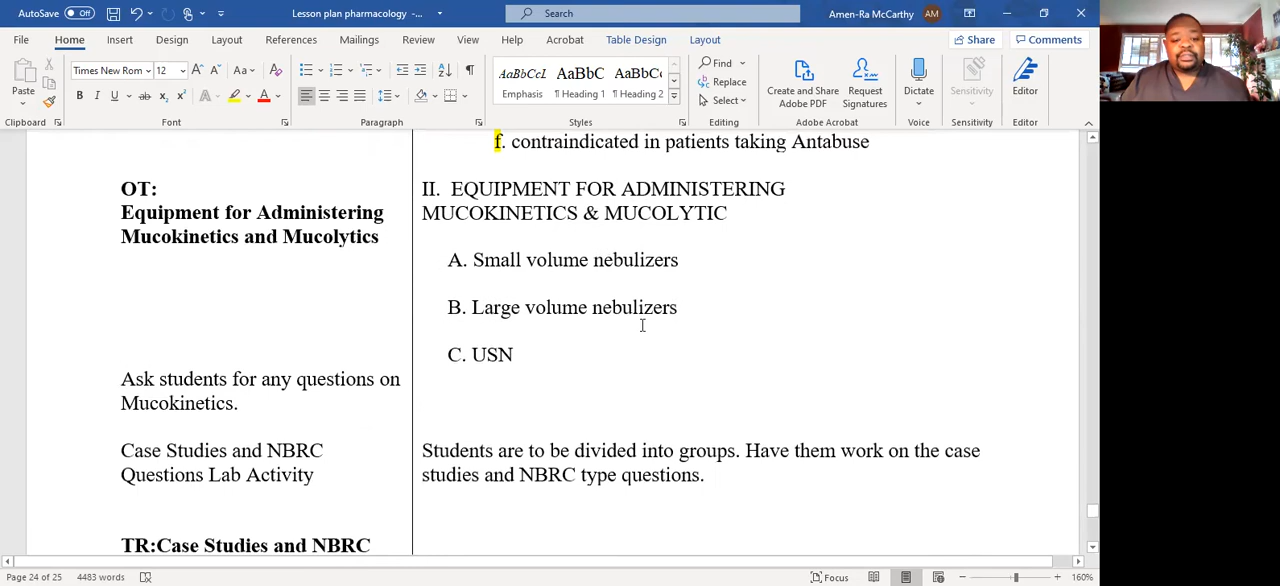 AutoSave Off Lesson plan pharmacology - ... Search Amen-Ra McCarthy AM
File Home Insert Design Layout References Mailings Review View Help Acrobat Table Design Layout Share Comments
Times New Rom 12 A A Aa AaBbCcI AaBbC AaBbC Find Replace Select
Paste B I U ab x₂ x² A A Emphasis ¶ Heading 1 ¶ Heading 2 Create and Share Adobe PDF Request Signatures Dictate Sensitivity Editor
Clipboard Font Paragraph Styles Editing Adobe Acrobat Voice Sensitivity Editor
f. contraindicated in patients taking Antabuse
OT:
Equipment for Administering
Mucokinetics and Mucolytics
II. EQUIPMENT FOR ADMINISTERING
MUCOKINETICS & MUCOLYTIC
A. Small volume nebulizers
B. Large volume nebulizers
C. USN
Ask students for any questions on
Mucokinetics.
Case Studies and NBRC
Questions Lab Activity
Students are to be divided into groups. Have them work on the case
studies and NBRC type questions.
TR:Case Studies and NBRC
Page 24 of 25 4483 words Focus 160%